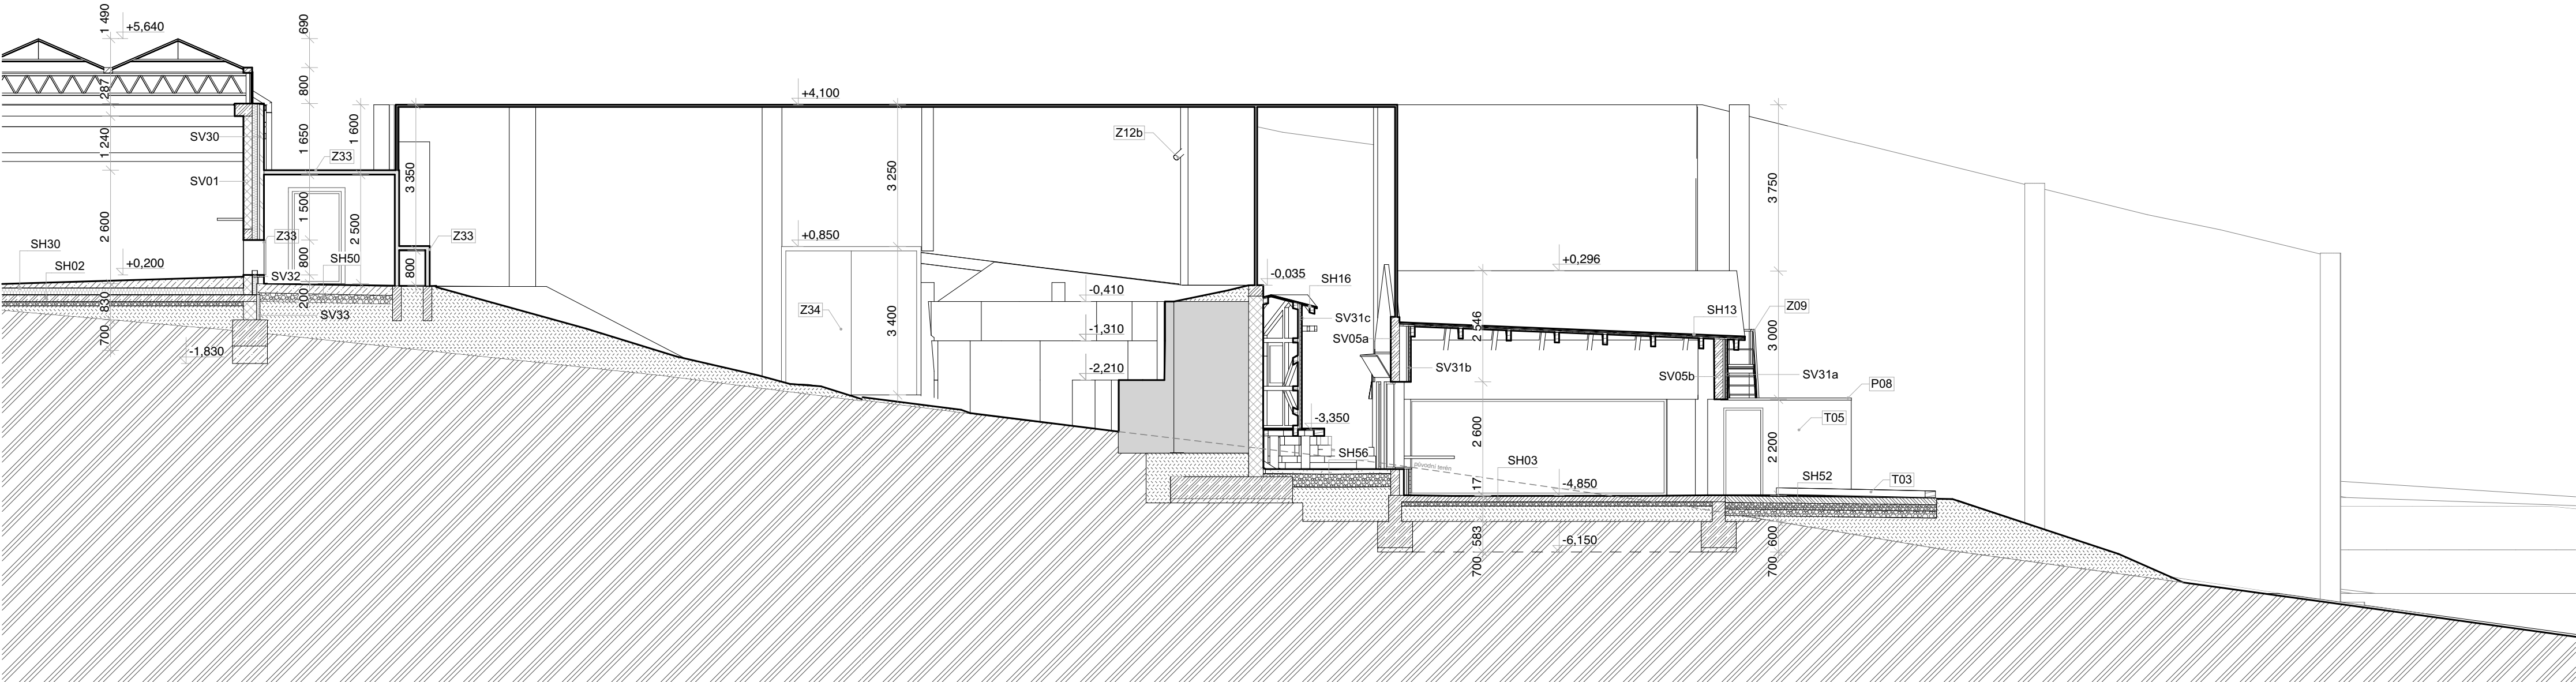 1 490
+5,640
690
287
800
+4,100
SV30
1 240
1 650
1 600
Z12b
Z33
SV01
3 350
3 250
3 750
1 500
2 600
2 500
Z33
Z33
+0,850
SH30
SH02
+0,200
800
SH50
800
+0,296
SV32
-0,035
SH16
200
830
-0,410
SV33
Z34
3 400
SV31c
2 546
SH13
Z09
700
-1,310
SV05a
3 000
-1,830
-2,210
SV31b
SV05b
SV31a
P08
-3,350
T05
2 600
2 200
SH56
původní terén
SH03
17
-4,850
SH52
T03
583
600
-6,150
700
700